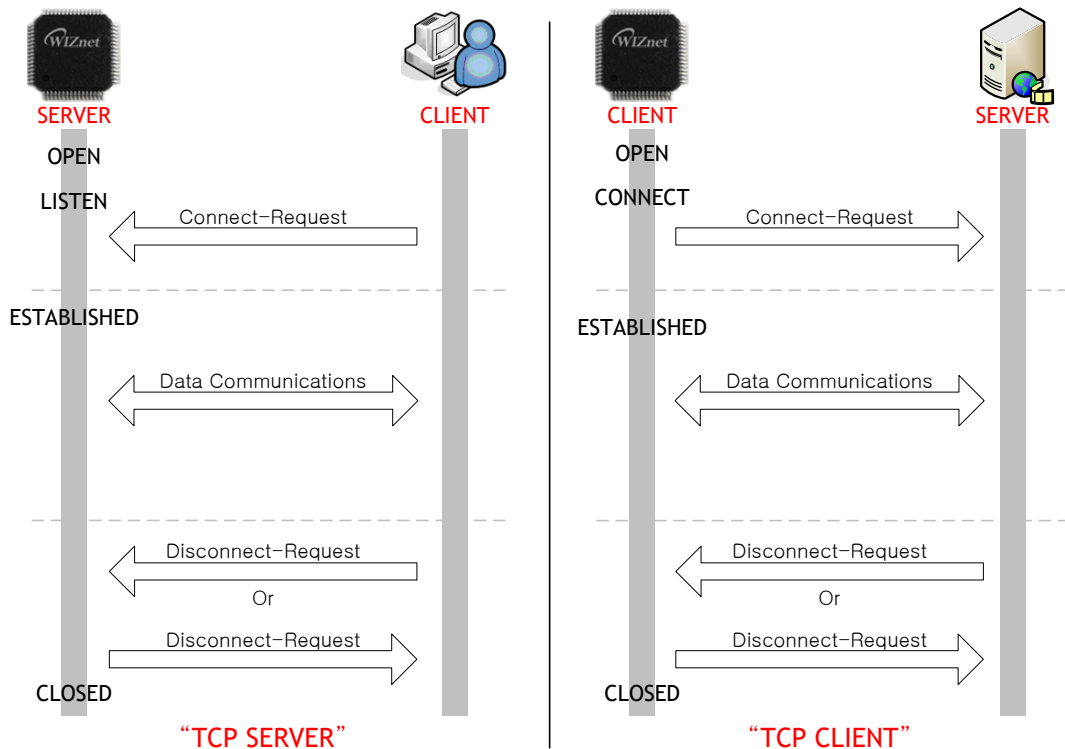 WIZnet
SERVER
CLIENT
OPEN
LISTEN
Connect-Request
ESTABLISHED
Data Communications
Disconnect-Request
Or
Disconnect-Request
CLOSED
“TCP SERVER”
WIZnet
CLIENT
SERVER
OPEN
CONNECT
Connect-Request
ESTABLISHED
Data Communications
Disconnect-Request
Or
Disconnect-Request
CLOSED
“TCP CLIENT”